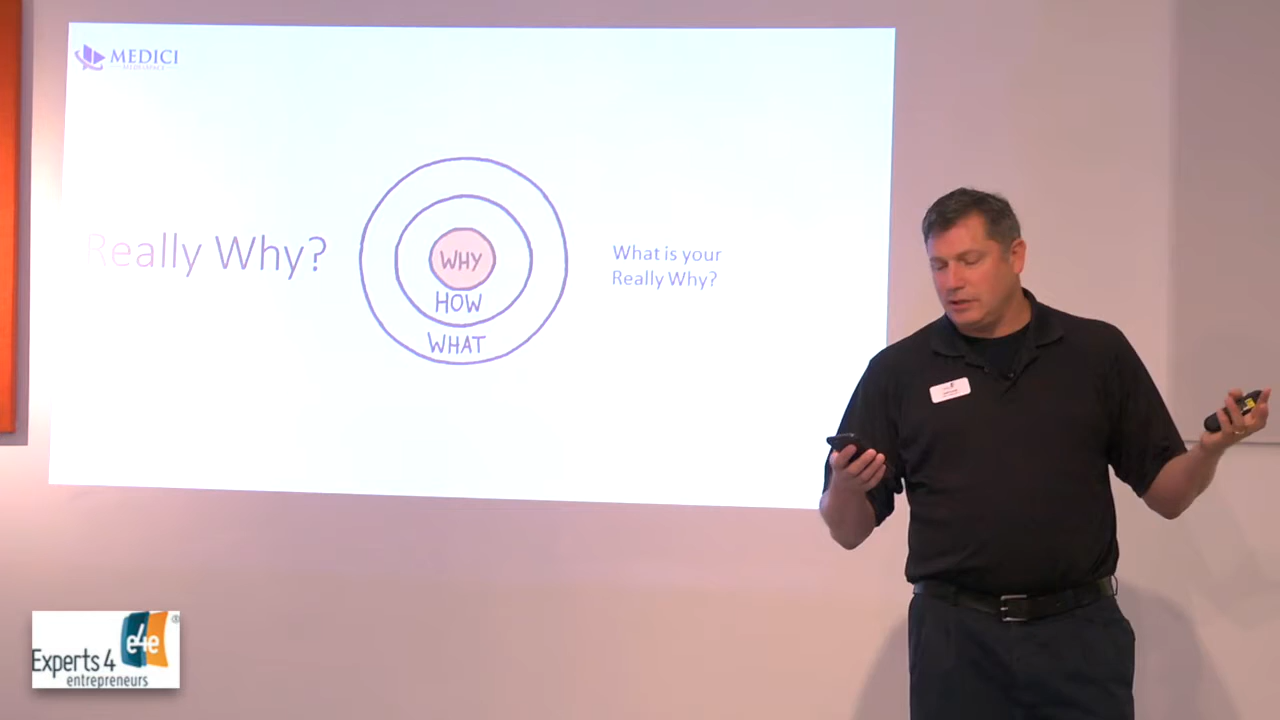 MEDICI
Really Why?
WHY
HOW
WHAT
What is your
Really Why?
e4e
®
Experts 4
entrepreneurs